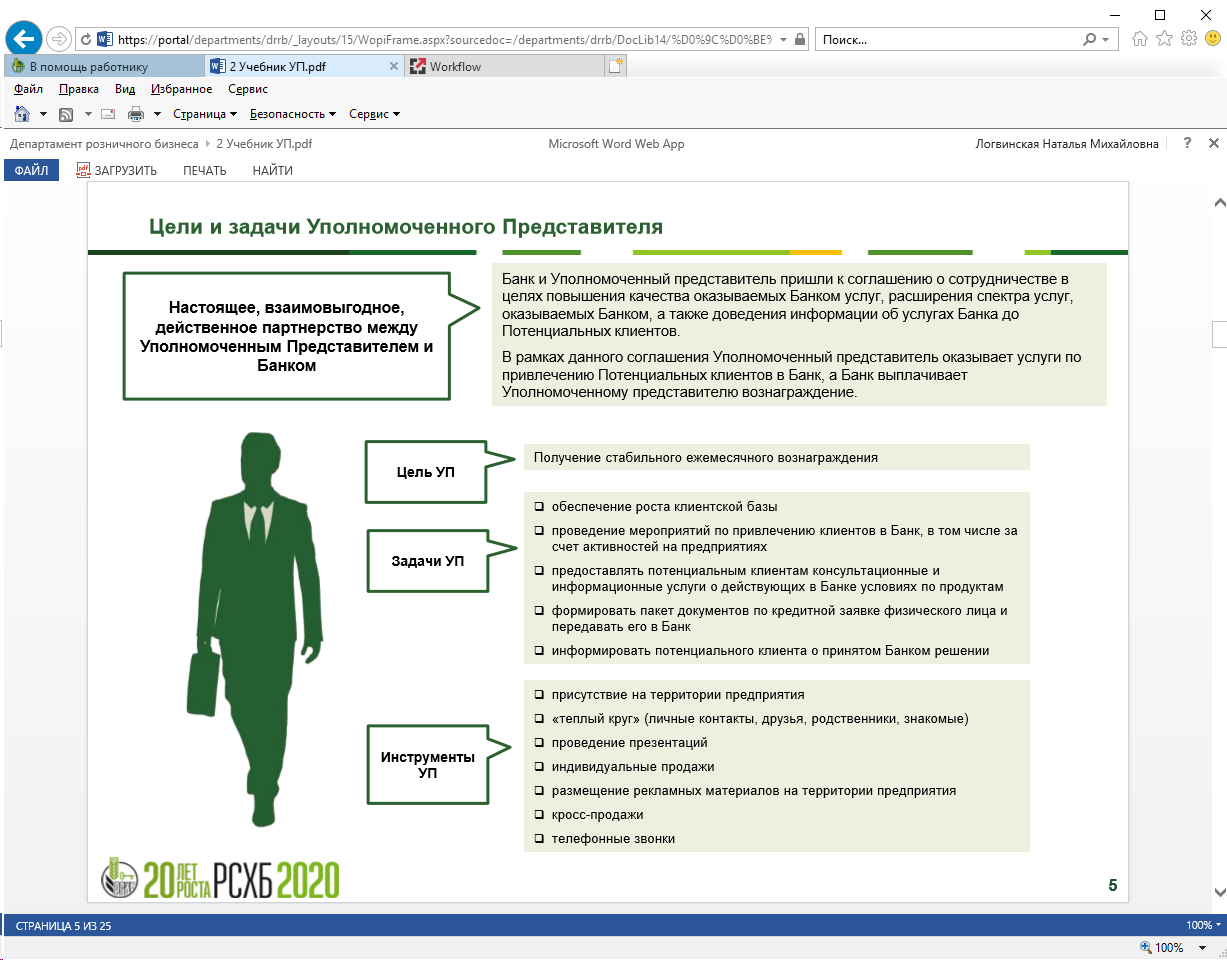 https://portal/departments/drrb/_layouts/15/WopiFrame.aspx?sourcedoc=/departments/drrb/DocLib14/%D0%9C%D0%BE%
Поиск...
В помощь работнику
2 Учебник УП.pdf
Workflow
Файл Правка Вид Избранное Сервис
Страница Безопасность Сервис
Департамент розничного бизнеса 2 Учебник УП.pdf
Microsoft Word Web App
Логвинская Наталья Михайловна
?
ФАЙЛ
ЗАГРУЗИТЬ ПЕЧАТЬ НАЙТИ
Цели и задачи Уполномоченного Представителя
Настоящее, взаимовыгодное,
действенное партнерство между
Уполномоченным Представителем и
Банком
Банк и Уполномоченный представитель пришли к соглашению о сотрудничестве в
целях повышения качества оказываемых Банком услуг, расширения спектра услуг,
оказываемых Банком, а также доведения информации об услугах Банка до
Потенциальных клиентов.
В рамках данного соглашения Уполномоченный представитель оказывает услуги по
привлечению Потенциальных клиентов в Банк, а Банк выплачивает
Уполномоченному представителю вознаграждение.
Цель УП
Получение стабильного ежемесячного вознаграждения
Задачи УП
обеспечение роста клиентской базы
проведение мероприятий по привлечению клиентов в Банк, в том числе за
счет активностей на предприятиях
предоставлять потенциальным клиентам консультационные и
информационные услуги о действующих в Банке условиях по продуктам
формировать пакет документов по кредитной заявке физического лица и
передавать его в Банк
информировать потенциального клиента о принятом Банком решении
Инструменты
УП
присутствие на территории предприятия
«теплый круг» (личные контакты, друзья, родственники, знакомые)
проведение презентаций
индивидуальные продажи
размещение рекламных материалов на территории предприятия
кросс-продажи
телефонные звонки
20 ЛЕТ РОСТА РСХБ 2020
5
СТРАНИЦА 5 ИЗ 25
100%
100%